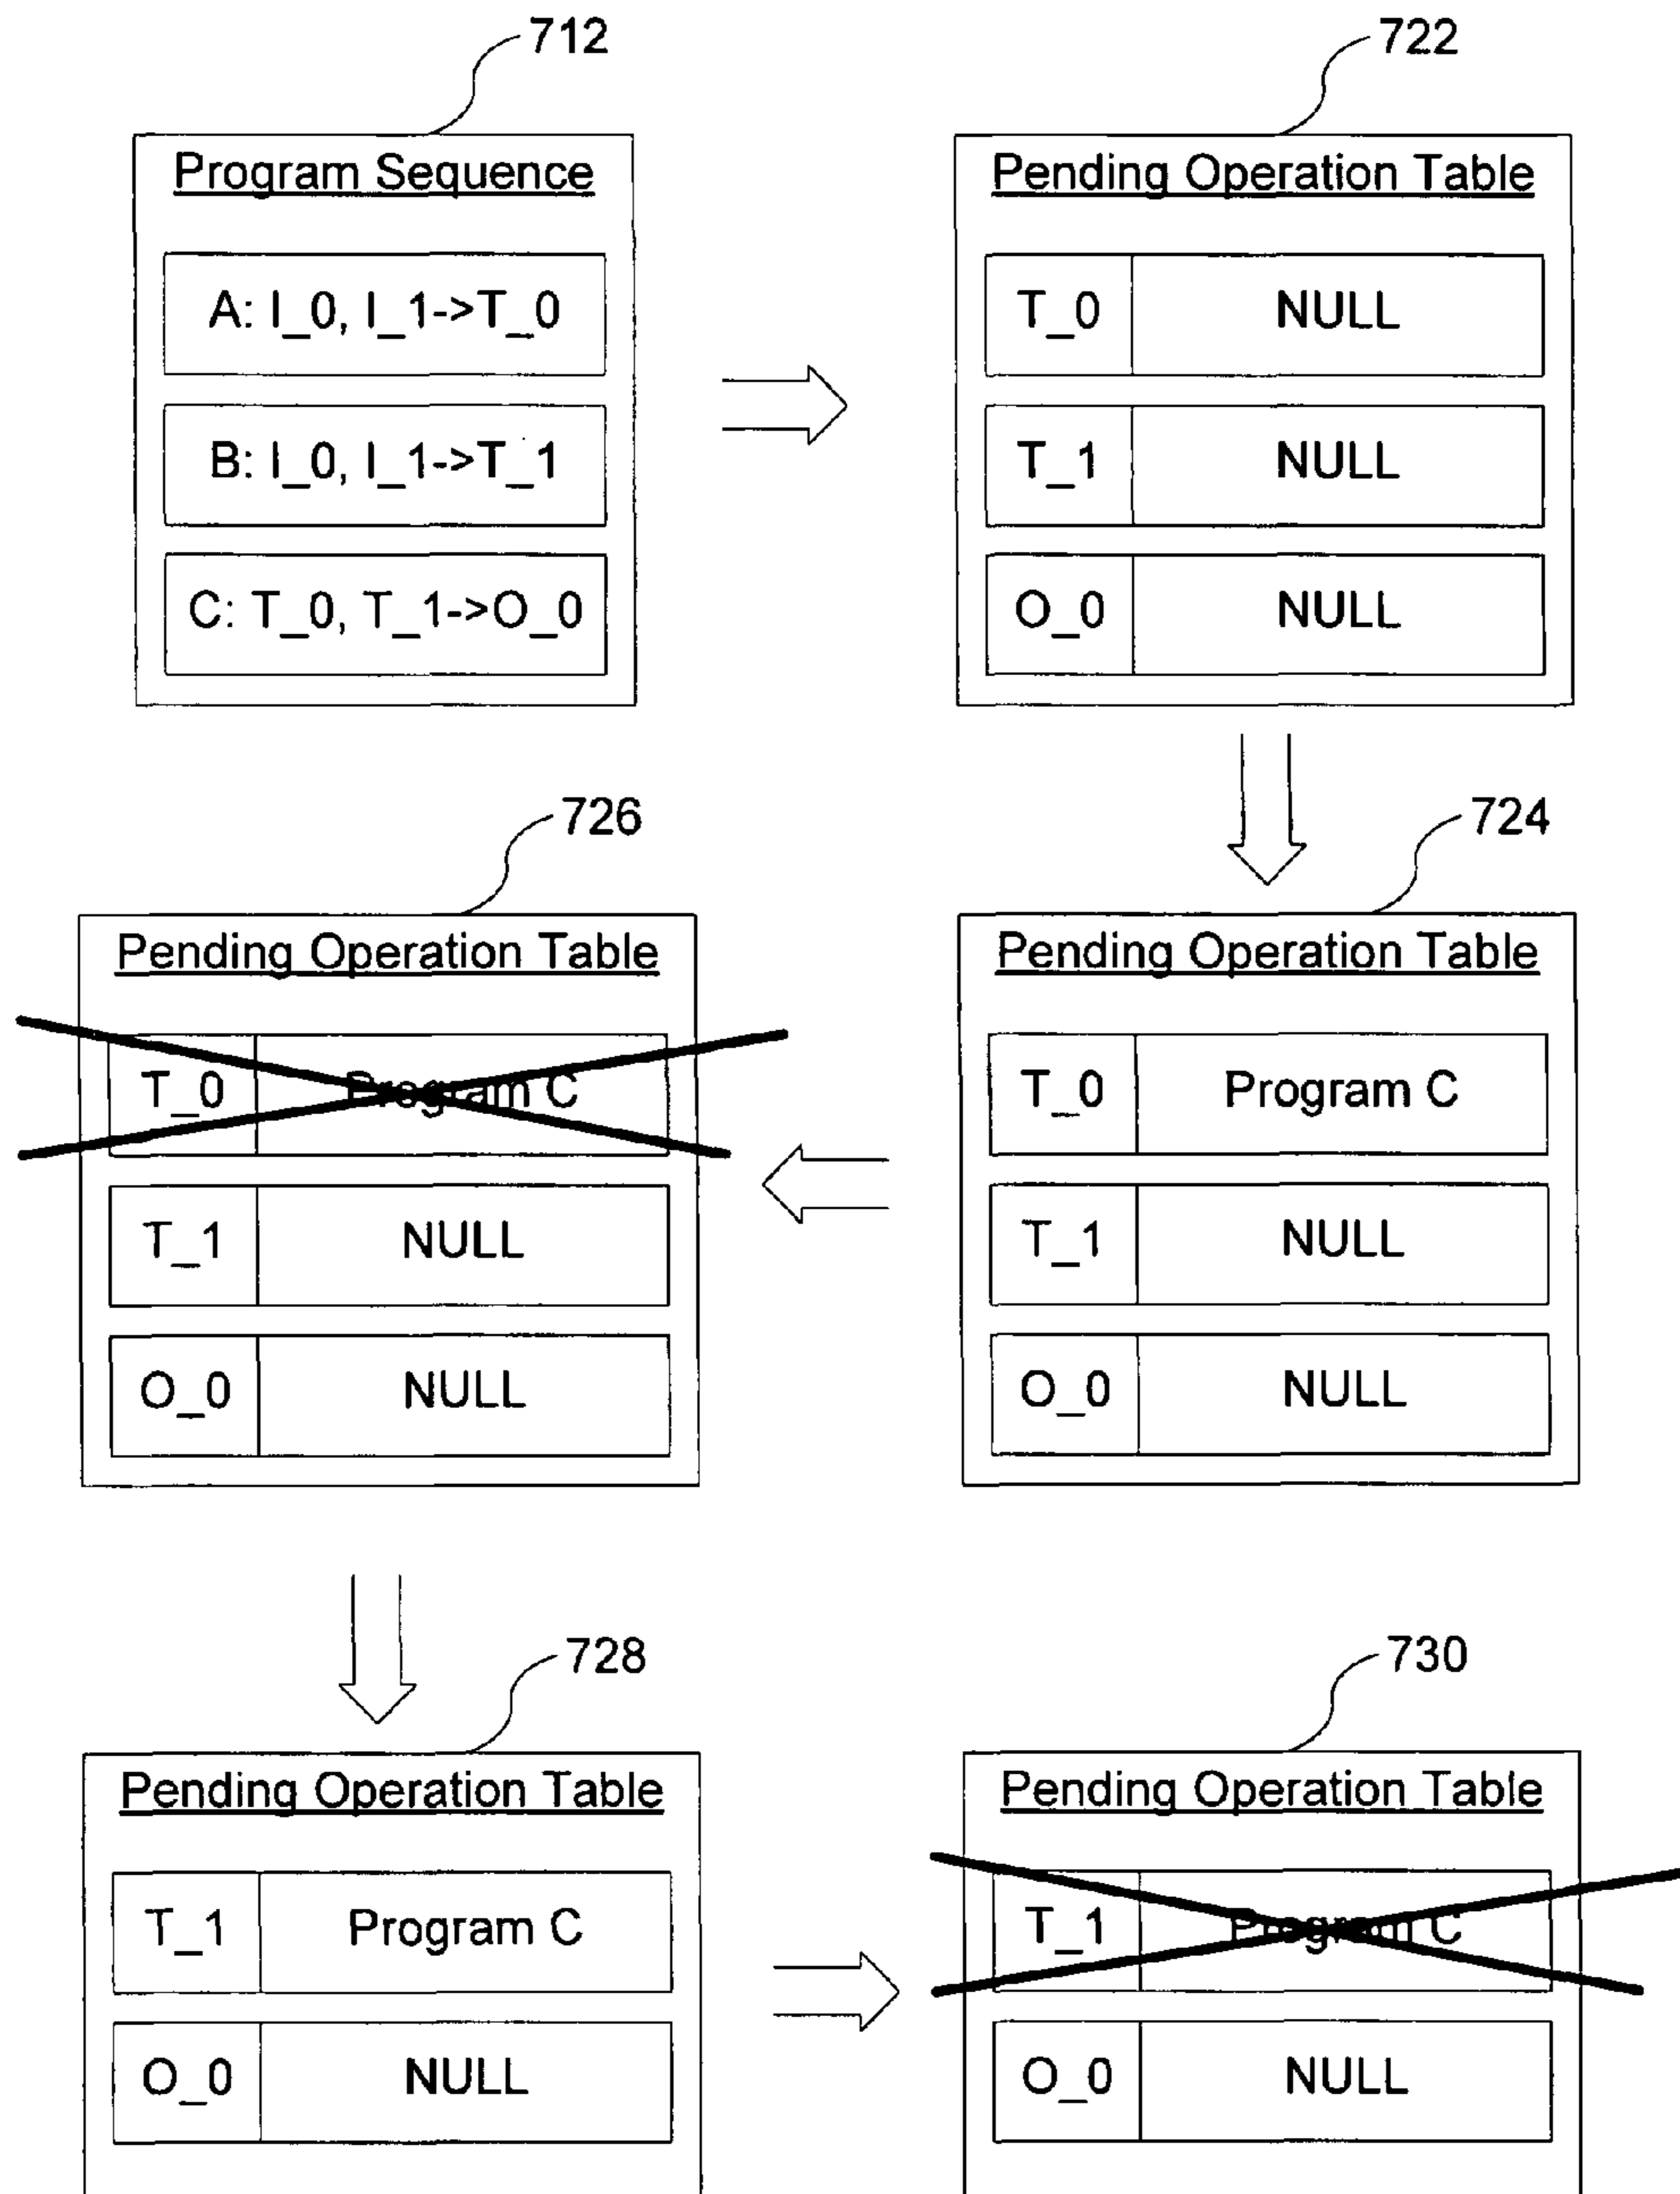 712
Program Sequence
A: I_0, I_1->T_0
B: I_0, I_1->T_1
C: T_0, T_1->O_0
722
Pending Operation Table
T_0 NULL
T_1 NULL
O_0 NULL
726
Pending Operation Table
T_0 Program C
T_1 NULL
O_0 NULL
724
Pending Operation Table
T_0 Program C
T_1 NULL
O_0 NULL
728
Pending Operation Table
T_1 Program C
O_0 NULL
730
Pending Operation Table
T_1 Program C
O_0 NULL